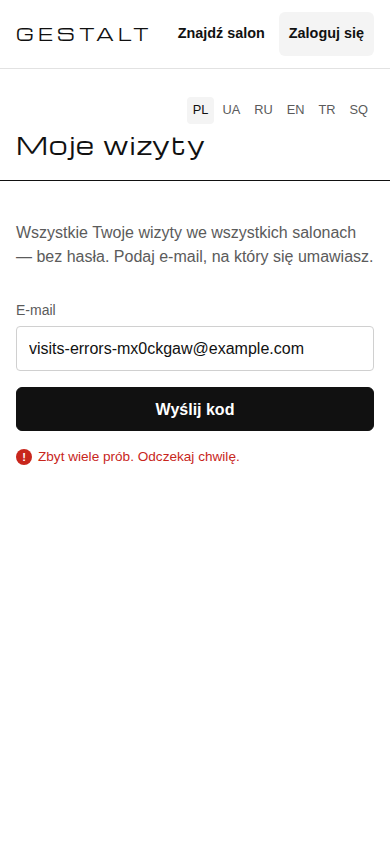 GESTALT
Znajdź salon
Zaloguj się
PL UA RU EN TR SQ
Moje wizyty
Wszystkie Twoje wizyty we wszystkich salonach
— bez hasła. Podaj e-mail, na który się umawiasz.
E-mail
visits-errors-mx0ckgaw@example.com
Wyślij kod
! Zbyt wiele prób. Odczekaj chwilę.